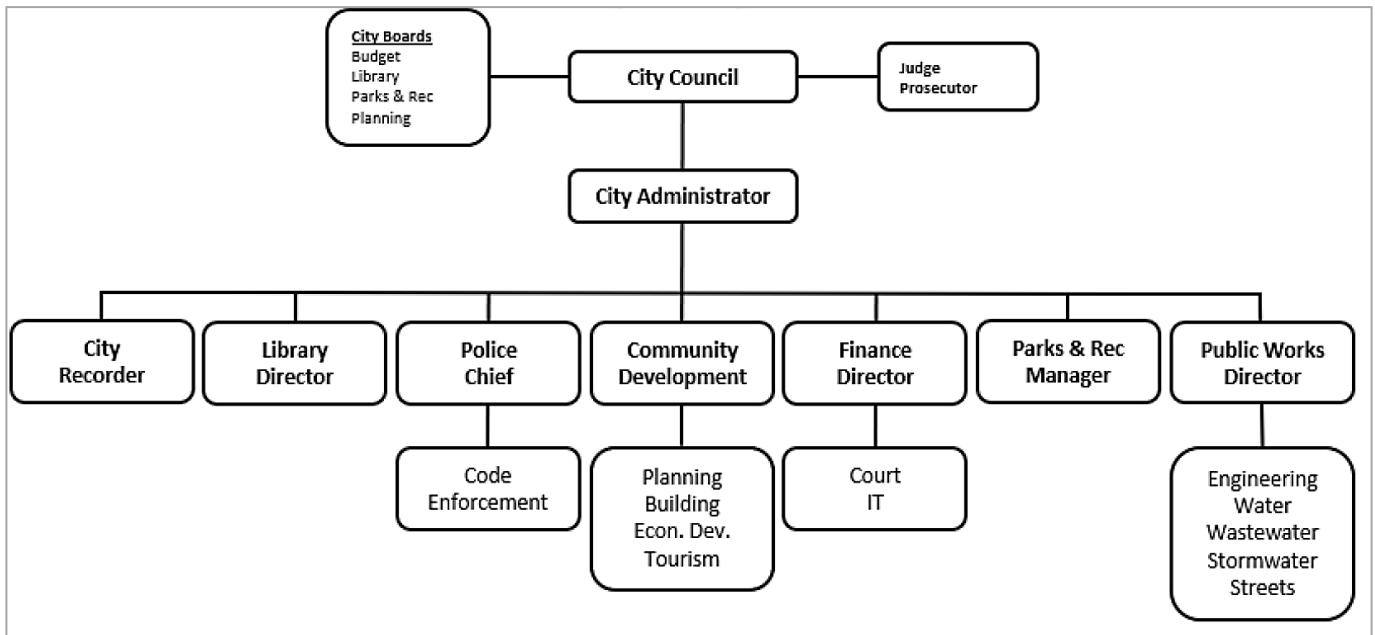 City Boards
Budget
Library
Parks & Rec
Planning
City Council
Judge
Prosecutor
City Administrator
City
Recorder
Library
Director
Police
Chief
Community
Development
Finance
Director
Parks & Rec
Manager
Public Works
Director
Code
Enforcement
Planning
Building
Econ. Dev.
Tourism
Court
IT
Engineering
Water
Wastewater
Stormwater
Streets